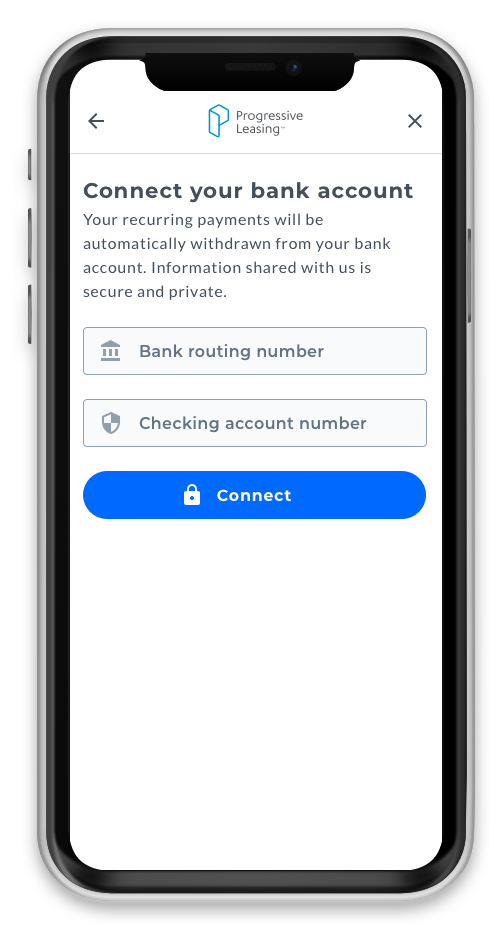 Progressive
Leasing™
Connect your bank account
Your recurring payments will be
automatically withdrawn from your bank
account. Information shared with us is
secure and private.
Bank routing number
Checking account number
Connect